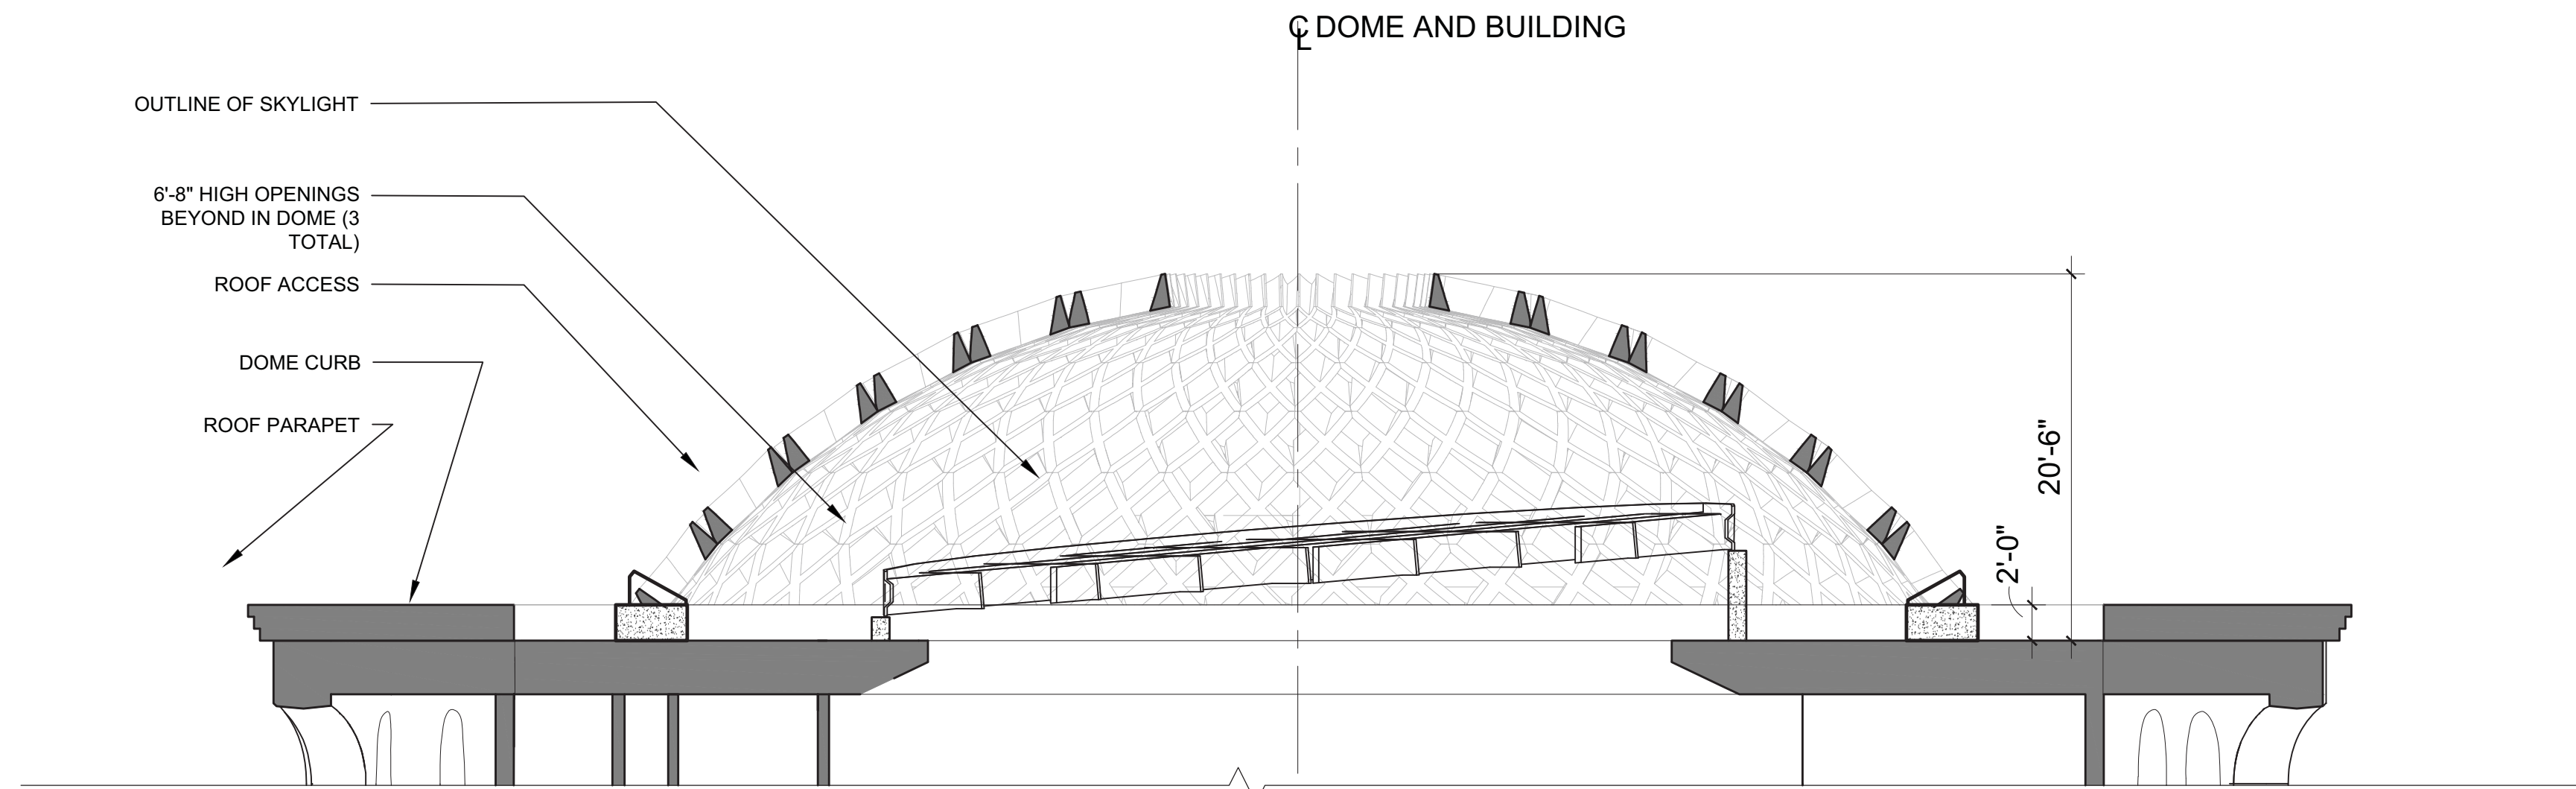 ℄ DOME AND BUILDING
OUTLINE OF SKYLIGHT
6'-8" HIGH OPENINGS
BEYOND IN DOME (3
TOTAL)
ROOF ACCESS
DOME CURB
ROOF PARAPET
20'-6"
2'-0"